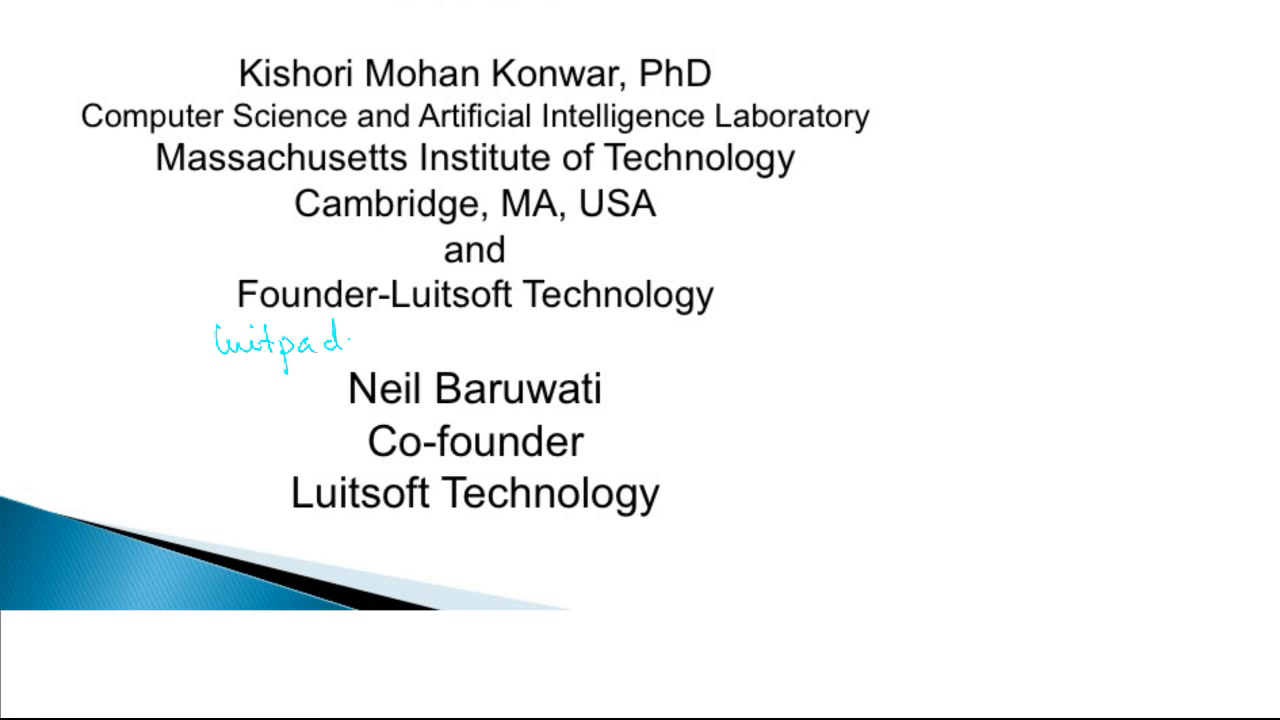 Kishori Mohan Konwar, PhD
Computer Science and Artificial Intelligence Laboratory
Massachusetts Institute of Technology
Cambridge, MA, USA
and
Founder-Luitsoft Technology
Luitpad.
Neil Baruwati
Co-founder
Luitsoft Technology